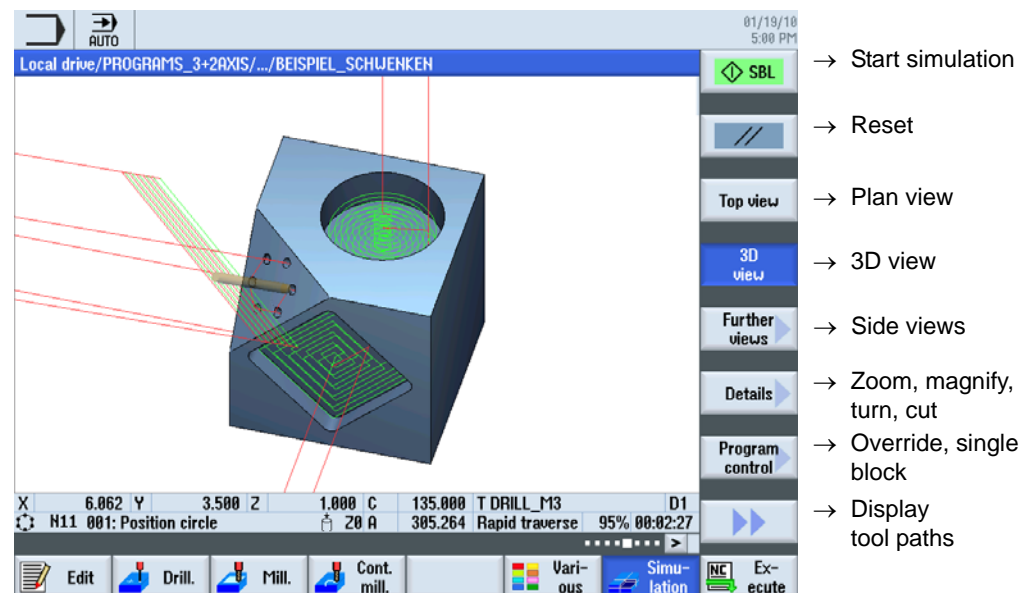 01/19/10
AUTO
5:00 PM
Local drive/PROGRAMS_3+2AXIS/.../BEISPIEL_SCHWENKEN
SBL
→ Start simulation
//
→ Reset
Top view
→ Plan view
3D
view
→ 3D view
Further
views
→ Side views
Details
→ Zoom, magnify,
turn, cut
Program
control
→ Override, single
block
→ Display
tool paths
X 6.062 Y 3.500 Z 1.000 C 135.000 T DRILL_M3 D1
N11 001: Position circle Z0 A 305.264 Rapid traverse 95% 00:02:27
>
Edit
Drill.
Mill.
Cont.
mill.
Vari-
ous
Simu-
lation
NC
Ex-
ecute